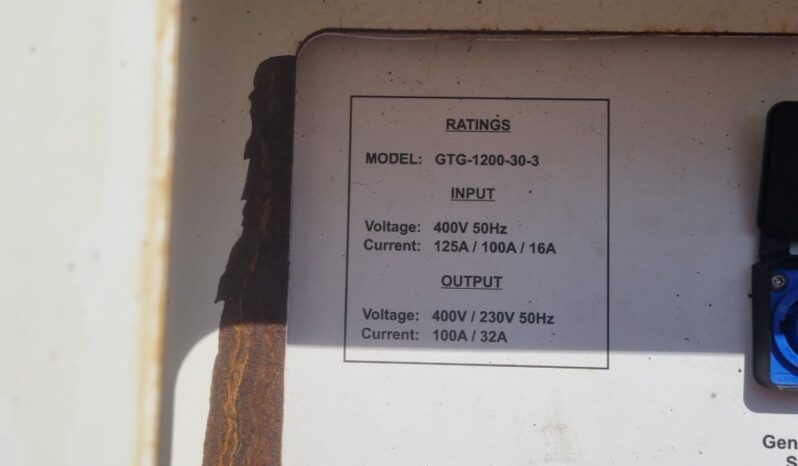 RATINGS
MODEL: GTG-1200-30-3
INPUT
Voltage: 400V 50Hz
Current: 125A / 100A / 16A
OUTPUT
Voltage: 400V / 230V 50Hz
Current: 100A / 32A
Gen
S